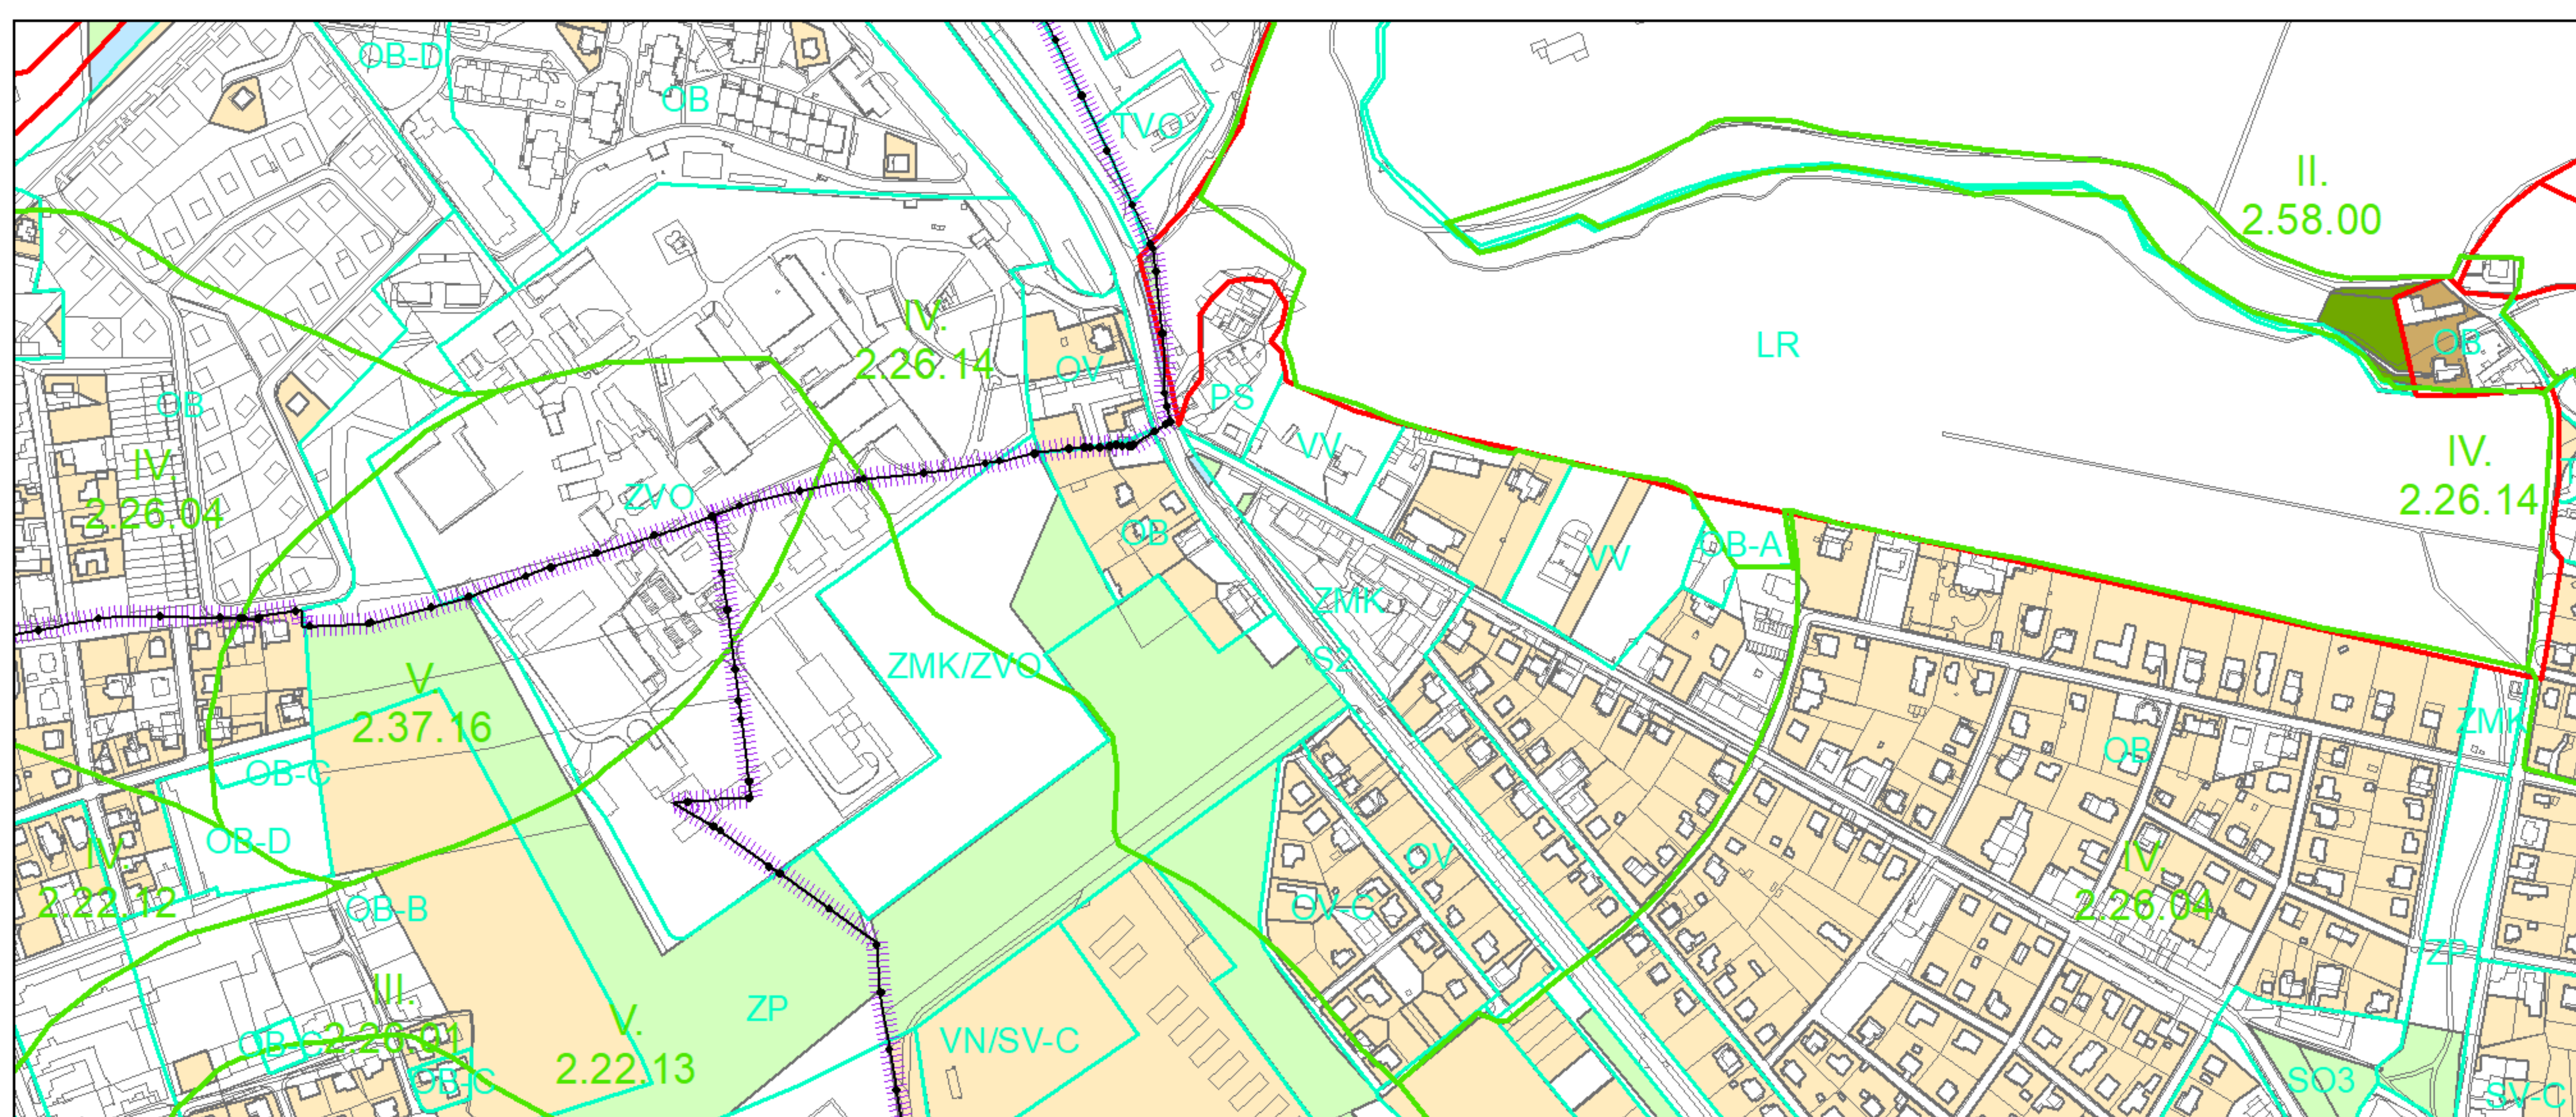 OB-D
OB
TVO
II.
2.58.00
IV.
2.26.14
OV
LR
OB
PS
OB
VV
IV.
2.26.04
ZVO
IV.
2.26.14
OB
VV
OB-A
ZMK
ZMK/ZVO
S2
V.
2.37.16
ZMK
OB
OB-C
OB-D
IV.
2.22.12
OV
IV.
2.26.04
OB-B
OV-C
ZP
III.
2.26.01
OB-C
ZP
V.
2.22.13
VN/SV-C
OB-C
SO3
SV-C